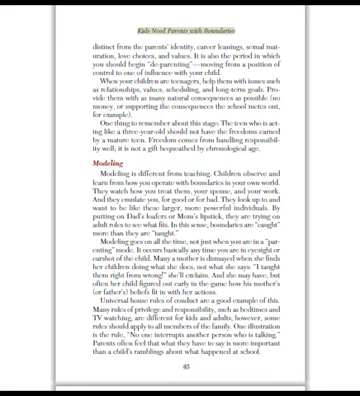 Kids Need Parents with Boundaries
distinct from the parents' identity, career leanings, sexual mat-
uration, love choices, and values. It is also the period in which
you should begin "de-parenting"—moving from a position of
control to one of influence with your child.
When your children are teenagers, help them with issues such
as relationships, values, scheduling, and long-term goals. Pro-
vide them with as many natural consequences as possible (no
money, or supporting the consequences the school metes out,
for example).
One thing to remember about this stage: The teen who is act-
ing like a three-year-old should not have the freedoms earned
by a mature teen. Freedom comes from handling responsibil-
ity well; it is not a gift bequeathed by chronological age.
Modeling
Modeling is different from teaching. Children observe and
learn from how you operate with boundaries in your own world.
They watch how you treat them, your spouse, and your work.
And they emulate you, for good or for bad. They look up to and
want to be like these larger, more powerful individuals. By
putting on Dad's loafers or Mom's lipstick, they are trying on
adult roles to see what fits. In this sense, boundaries are "caught"
more than they are "taught."
Modeling goes on all the time, not just when you are in a "par-
enting" mode. It occurs basically any time you are in eyesight or
earshot of the child. Many a mother is dismayed when she finds
her children doing what she does, not what she says: "I taught
them right from wrong!" she'll exclaim. And she may have, but
often her child figured out early in the game how his mother's
(or father's) beliefs fit in with her actions.
Universal house rules of conduct are a good example of this.
Many rules of privilege and responsibility, such as bedtimes and
TV watching, are different for kids and adults; however, some
rules should apply to all members of the family. One illustration
is the rule, "No one interrupts another person who is talking."
Parents often feel that what they have to say is more important
than a child's ramblings about what happened at school.
43